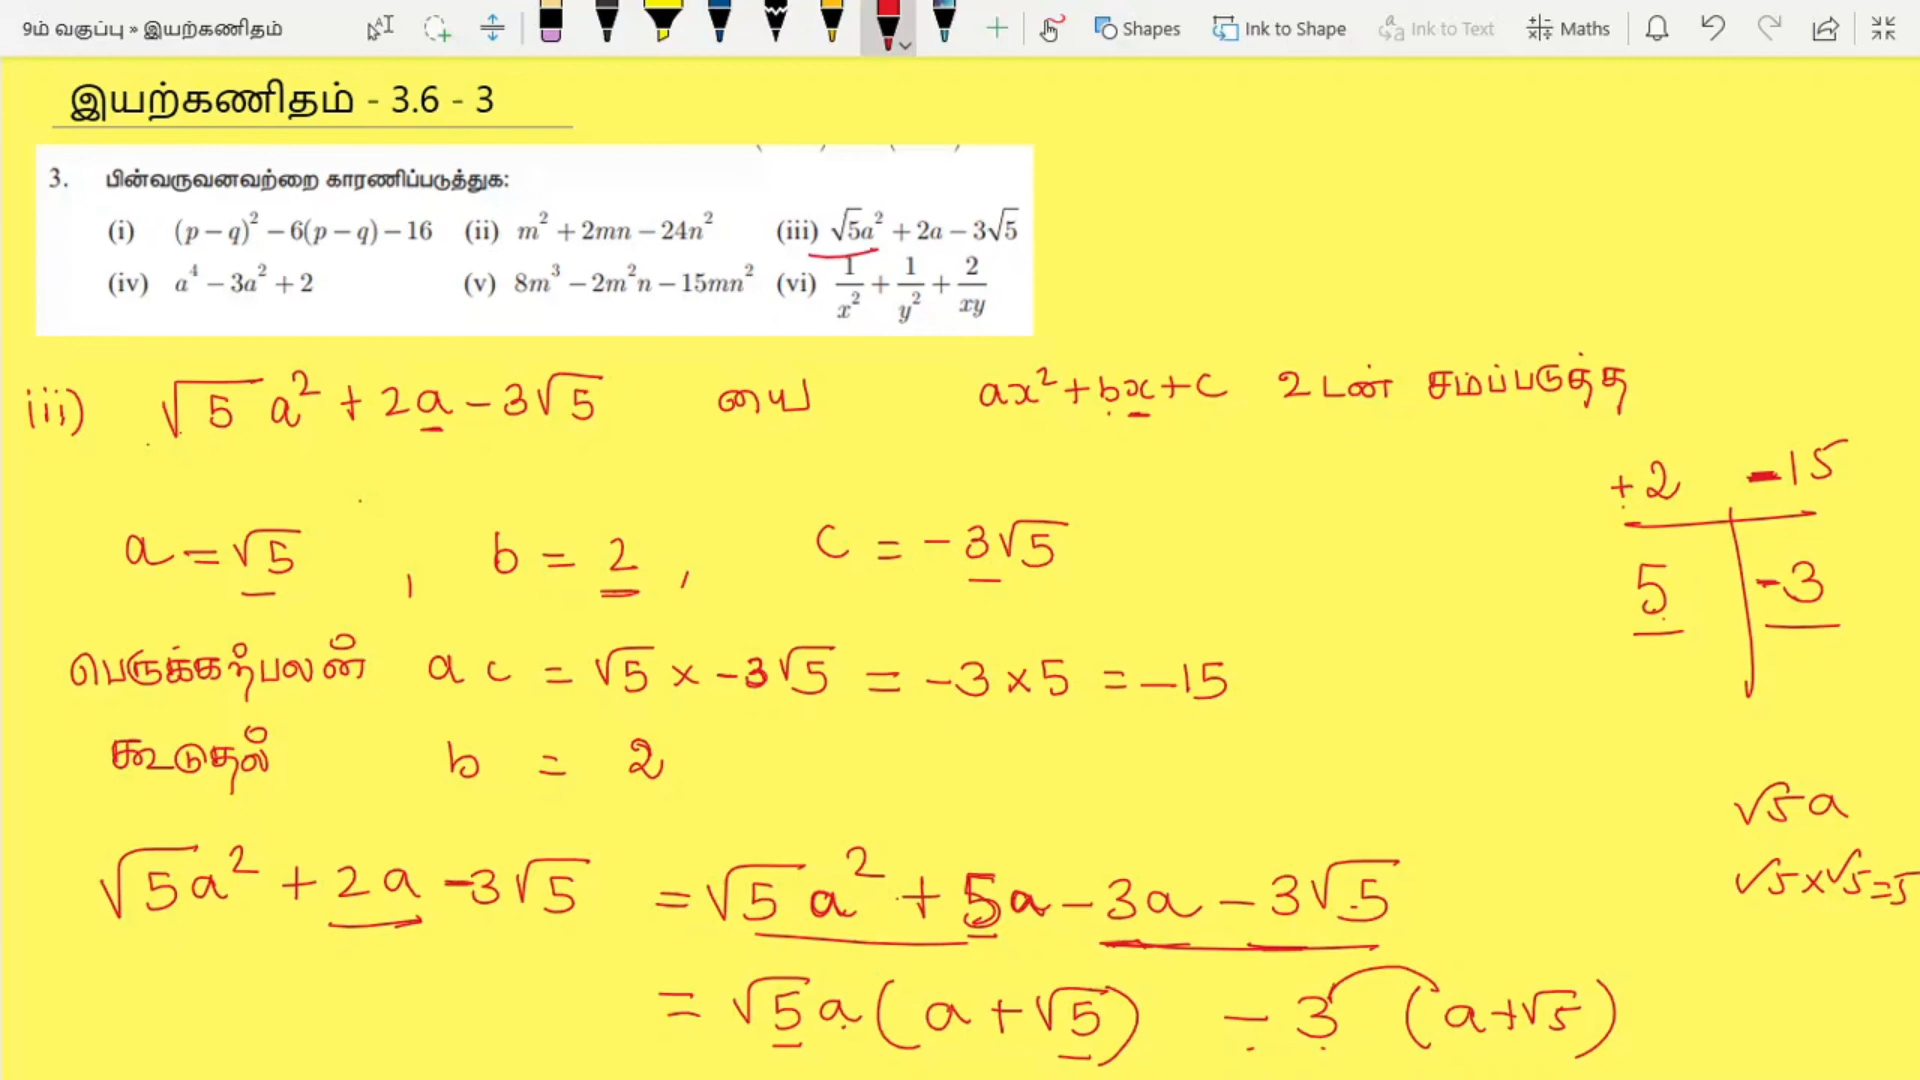 9ம் வகுப்பு » இயற்கணிதம்
Shapes Ink to Shape Ink to Text Maths
இயற்கணிதம் - 3.6 - 3
3. பின்வருவனவற்றை காரணிப்படுத்துக:
(i) (p − q)² − 6(p − q) − 16 (ii) m² + 2mn − 24n² (iii) √5a² + 2a − 3√5
(iv) a⁴ − 3a² + 2 (v) 8m³ − 2m²n − 15mn² (vi) 1/x² + 1/y² + 2/xy
iii) √5 a² + 2a − 3√5 யை ax² + bx + c உடன் சமப்படுத்த
+2 −15
a = √5 , b = 2 , c = −3√5
5 −3
பெருக்கற்பலன் ac = √5 × −3√5 = −3 × 5 = −15
கூடுதல் b = 2
√5 a
√5 × √5 = 5
√5a² + 2a −3√5 = √5 a² + 5a − 3a − 3√5
= √5 a (a + √5) − 3 (a + √5)